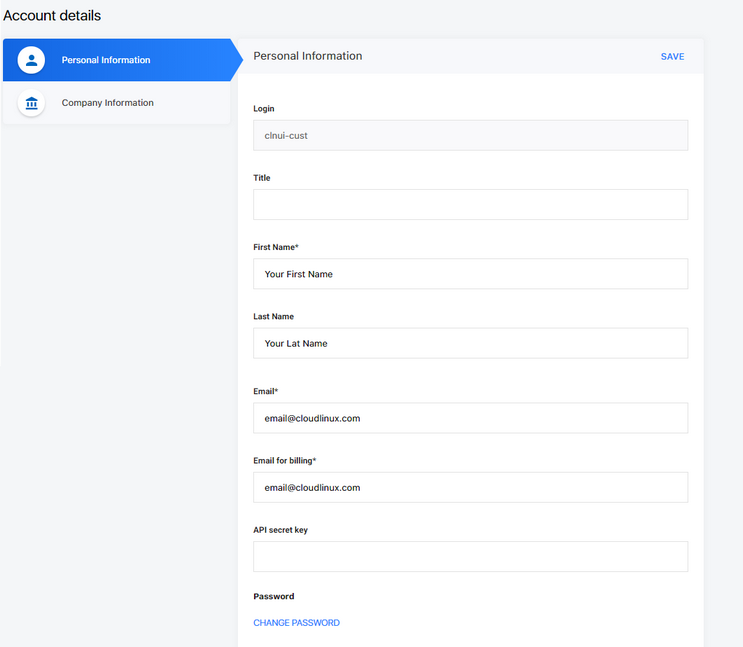 Account details
Personal Information
Company Information
Personal Information
SAVE
Login
clnui-cust
Title
First Name*
Your First Name
Last Name
Your Lat Name
Email*
email@cloudlinux.com
Email for billing*
email@cloudlinux.com
API secret key
Password
CHANGE PASSWORD